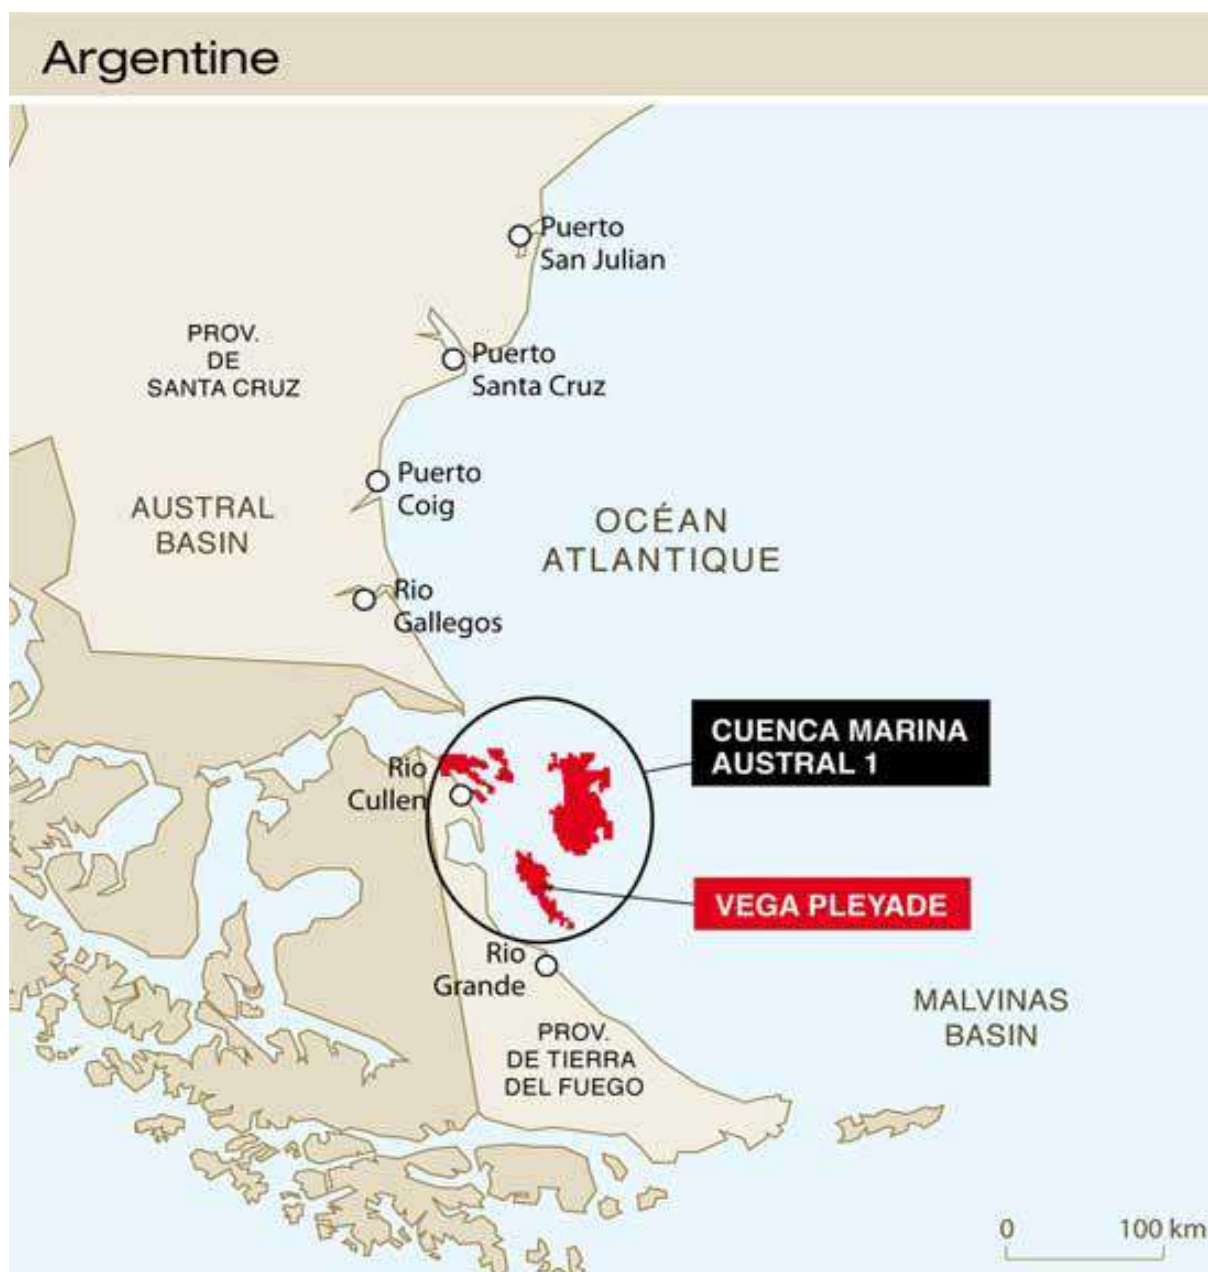 Argentine
Puerto
San Julian
PROV.
DE
SANTA CRUZ
Puerto
Santa Cruz
Puerto
Coig
AUSTRAL
BASIN
OCÉAN
ATLANTIQUE
Rio
Gallegos
CUENCA MARINA
AUSTRAL 1
Rio
Cullen
VEGA PLEYADE
Rio
Grande
MALVINAS
BASIN
PROV.
DE TIERRA
DEL FUEGO
0 100 km